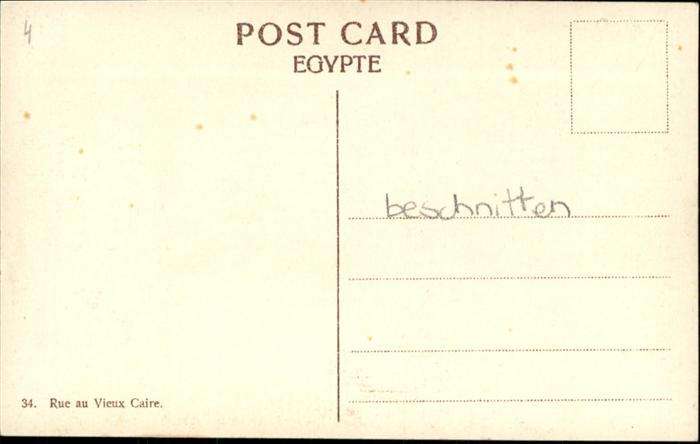 4
POST CARD
EGYPTE
beschnitten
34. Rue au Vieux Caire.